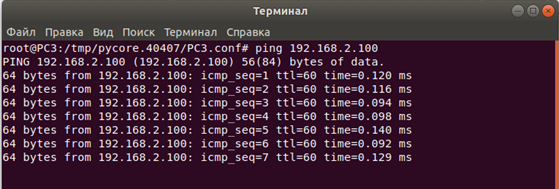 Терминал
Файл Правка Вид Поиск Терминал Справка
root@PC3:/tmp/pycore.40407/PC3.conf# ping 192.168.2.100
PING 192.168.2.100 (192.168.2.100) 56(84) bytes of data.
64 bytes from 192.168.2.100: icmp_seq=1 ttl=60 time=0.120 ms
64 bytes from 192.168.2.100: icmp_seq=2 ttl=60 time=0.116 ms
64 bytes from 192.168.2.100: icmp_seq=3 ttl=60 time=0.094 ms
64 bytes from 192.168.2.100: icmp_seq=4 ttl=60 time=0.098 ms
64 bytes from 192.168.2.100: icmp_seq=5 ttl=60 time=0.140 ms
64 bytes from 192.168.2.100: icmp_seq=6 ttl=60 time=0.092 ms
64 bytes from 192.168.2.100: icmp_seq=7 ttl=60 time=0.129 ms